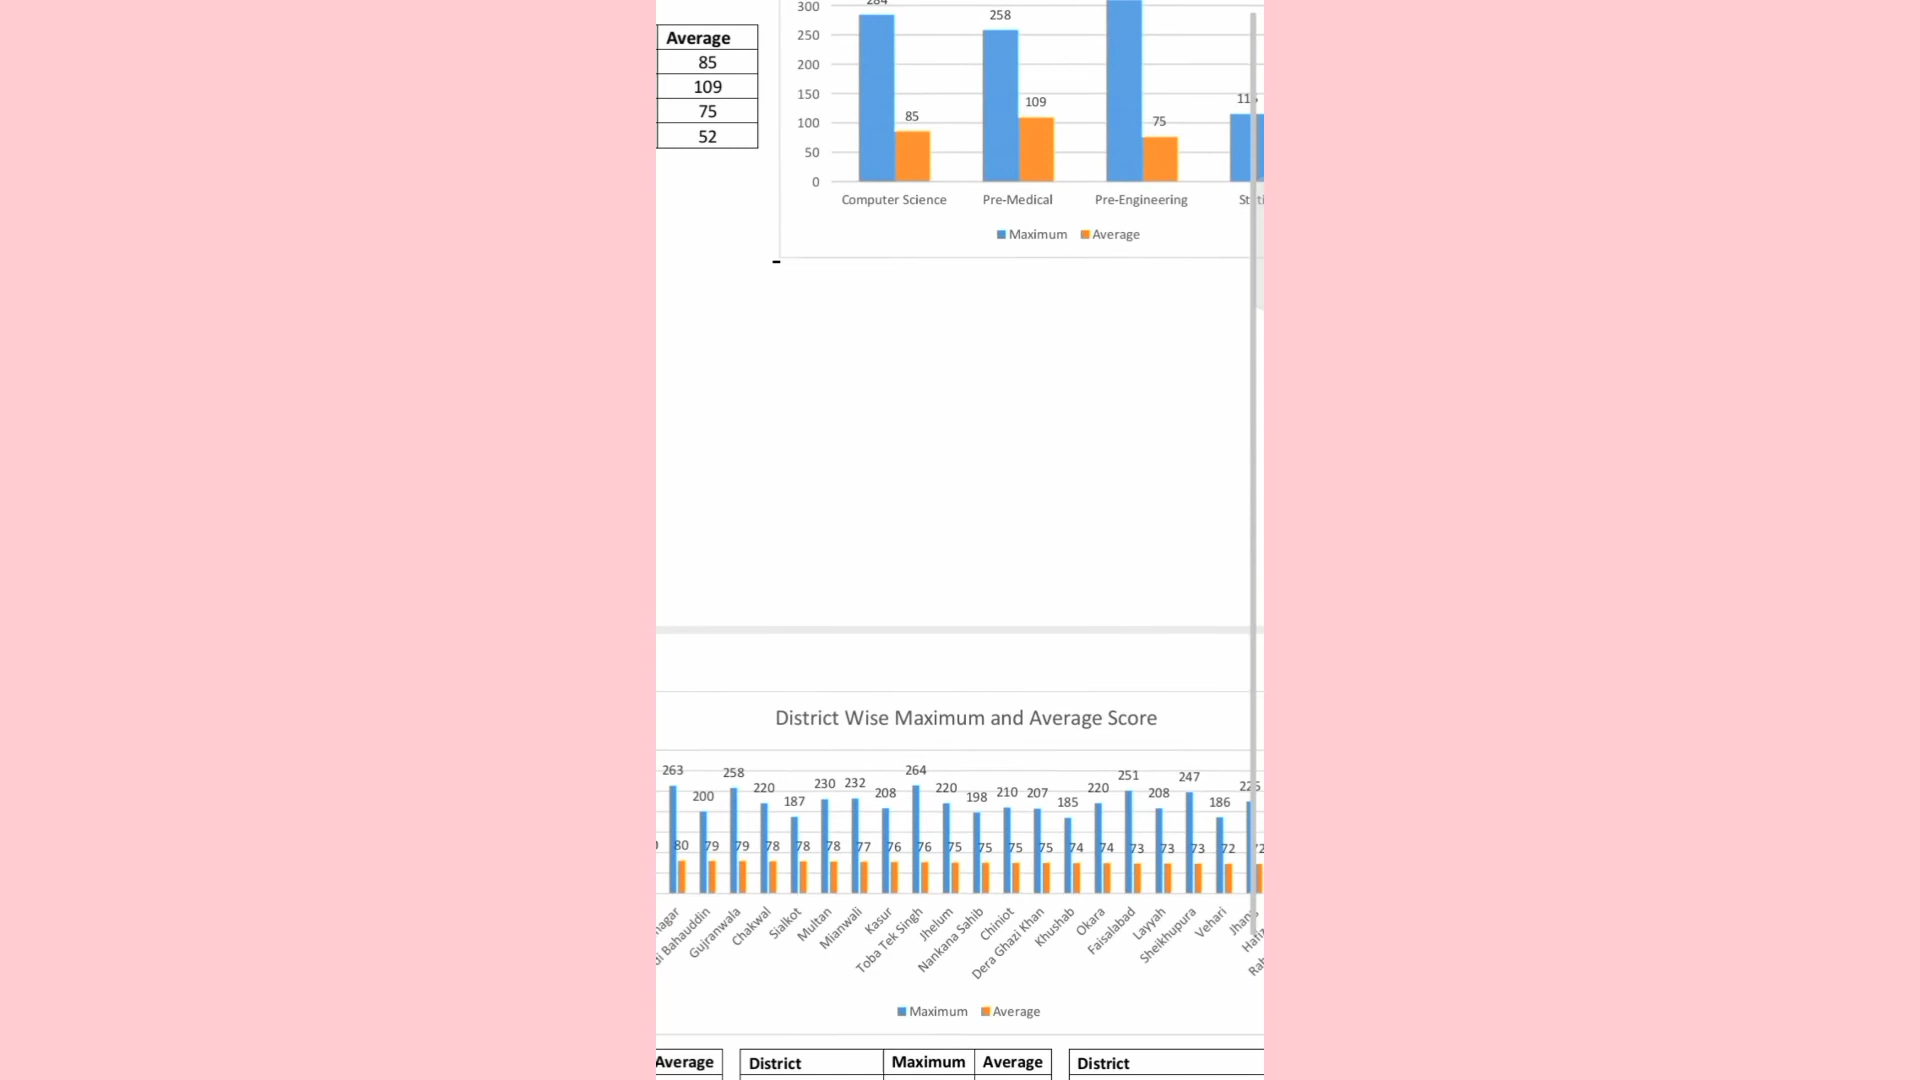 Average
85
109
75
52
300
250
200
150
100
50
0
284
85
258
109
75
Computer Science Pre-Medical Pre-Engineering
Maximum Average
District Wise Maximum and Average Score
263 200 258 220 187 230 232 208 264 220 198 210 207 185 220 251 208 247 186 225
80 79 79 78 78 78 77 76 76 75 75 75 75 74 74 73 73 73 72 72
Bahauddin Gujranwala Chakwal Sialkot Multan Mianwali Kasur Toba Tek Singh Jhelum Nankana Sahib Chiniot Dera Ghazi Khan Khushab Okara Faisalabad Layyah Sheikhupura Vehari
Maximum Average
Average District Maximum Average District